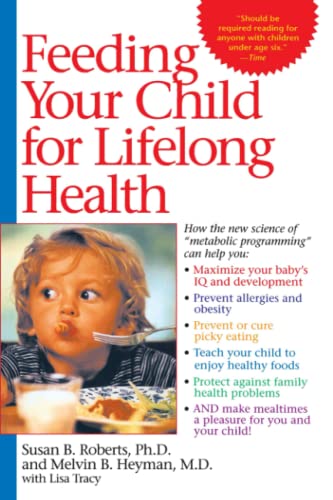 "Should be
required reading for
anyone with children
under age six."
—Time
Feeding
Your Child
for Lifelong
Health
How the new science of
"metabolic programming"
can help you:
• Maximize your baby's
IQ and development
• Prevent allergies and
obesity
• Prevent or cure
picky eating
• Teach your child to
enjoy healthy foods
• Protect against family
health problems
• AND make mealtimes
a pleasure for you and
your child!
Susan B. Roberts, Ph.D.
and Melvin B. Heyman, M.D.
with Lisa Tracy